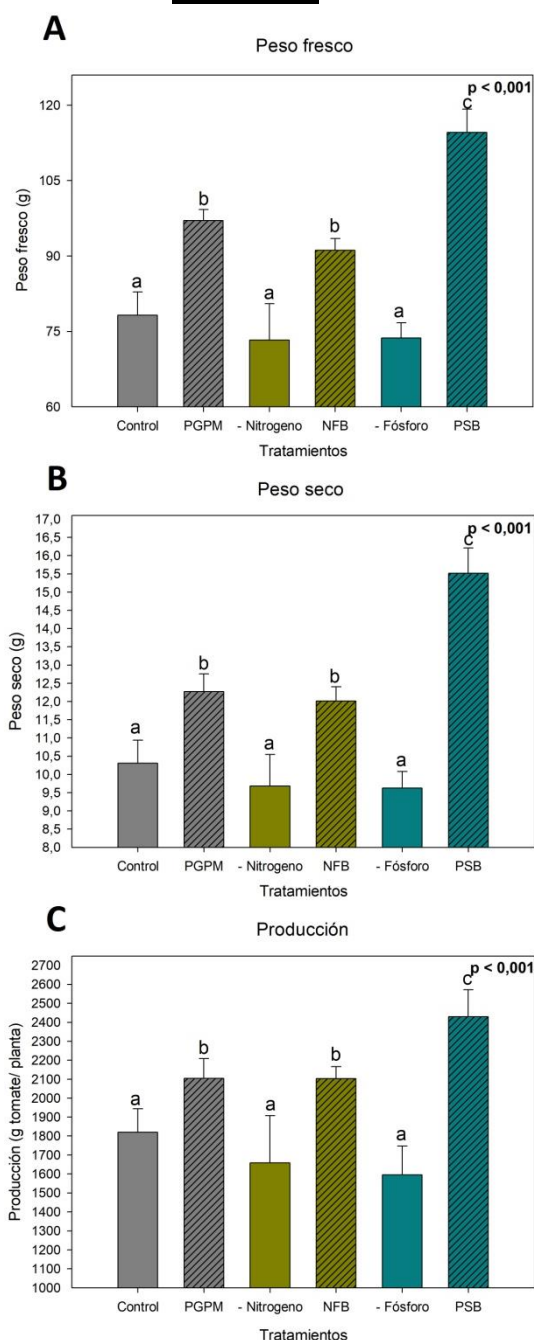 A
Peso fresco
p < 0,001
c
120
105
Peso fresco (g)
b
b
90
a
a
a
75
60
Control PGPM - Nitrogeno NFB - Fósforo PSB
Tratamientos
B
Peso seco
17,0
p < 0,001
16,5
c
16,0
15,5
15,0
14,5
14,0
Peso seco (g)
13,5
13,0
b
b
12,5
12,0
11,5
a
a
a
11,0
10,5
10,0
9,5
9,0
8,5
8,0
Control PGPM - Nitrogeno NFB - Fósforo PSB
Tratamientos
C
Producción
2700
p < 0,001
c
2600
2500
2400
2300
Producción (g tomate/ planta)
b
b
2200
2100
a
a
2000
1900
a
1800
1700
1600
1500
1400
1300
1200
1100
1000
Control PGPM - Nitrogeno NFB - Fósforo PSB
Tratamientos